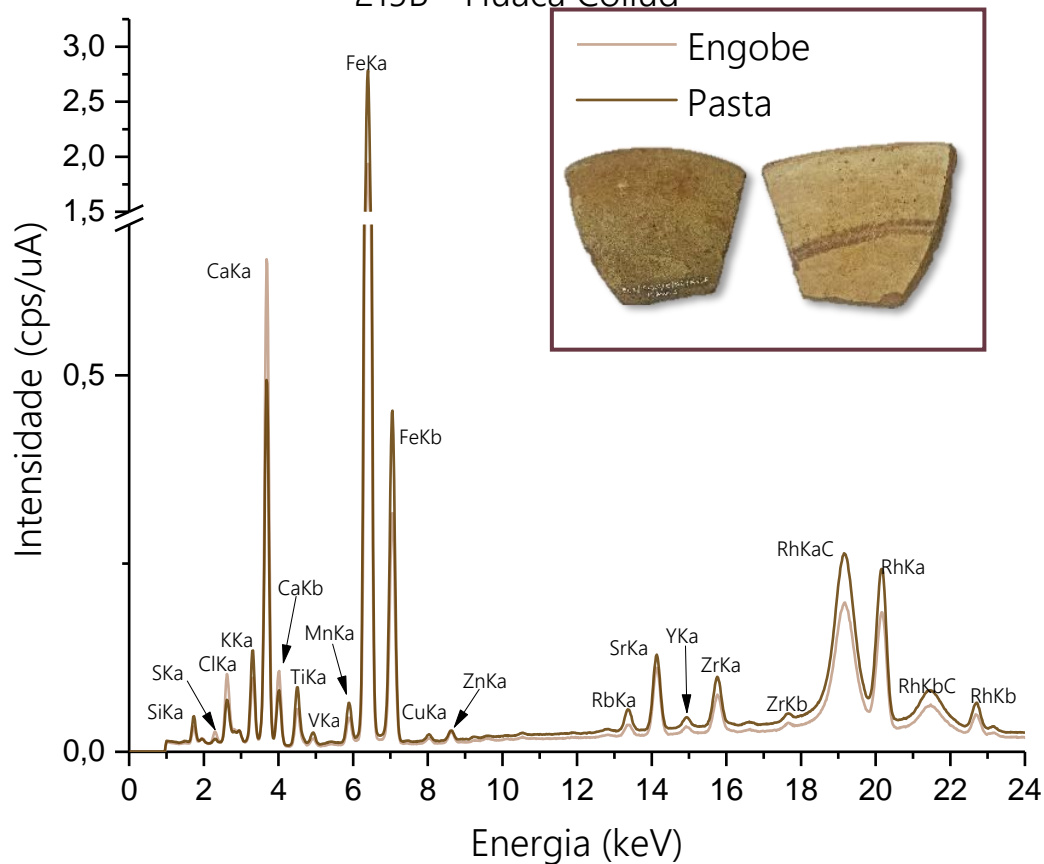 Huaca Collud
Engobe
Pasta
3,0
2,5
2,0
1,5
0,5
0,0
Intensidade (cps/uA)
FeKa
CaKa
FeKb
CaKb
MnKa
KKa
SKa
ClKa
TiKa
SiKa
VKa
CuKa
ZnKa
RbKa
SrKa
YKa
ZrKa
ZrKb
RhKaC
RhKa
RhKbC
RhKb
0 2 4 6 8 10 12 14 16 18 20 22 24
Energia (keV)